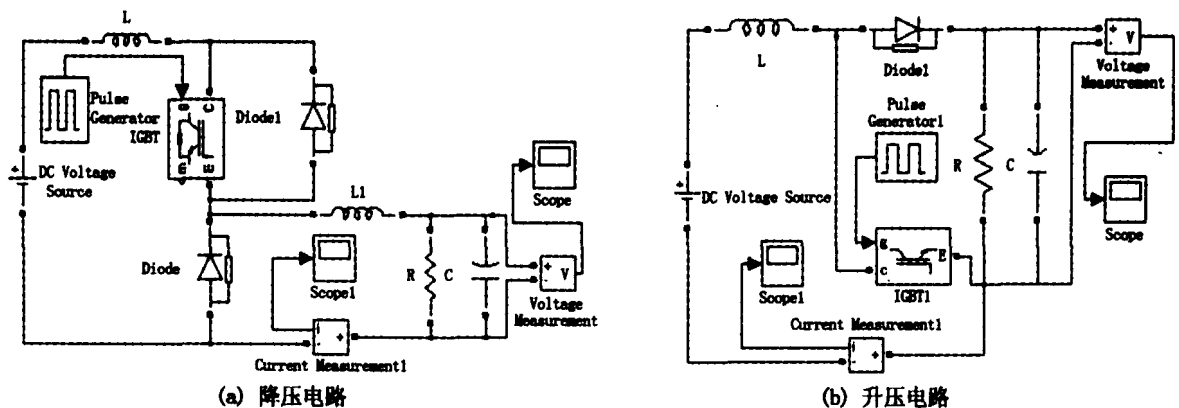 L
Pulse
Generator
IGBT
g
C
m
E
Diode1
DC Voltage
Source
L1
Scope
Diode
Scope1
R
C
V
Voltage
Measurement
i
Current Measurement1
(a) 降压电路
L
Diode1
V
Voltage
Measurement
Pulse
Generator1
R
C
DC Voltage Source
Scope
g
E
C
IGBT1
Scope1
Current Measurement1
i
(b) 升压电路